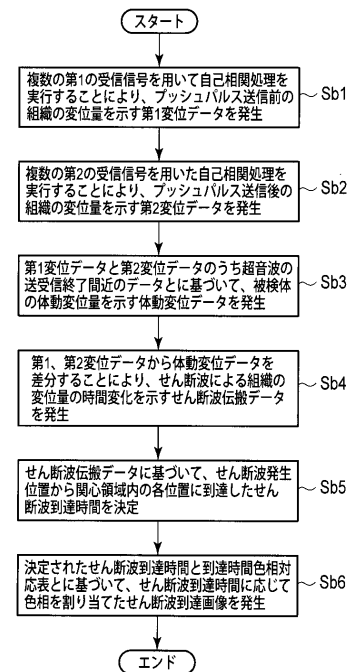 スタート
複数の第1の受信信号を用いて自己相関処理を
実行することにより、プッシュパルス送信前の
組織の変位量を示す第1変位データを発生
Sb1
複数の第2の受信信号を用いた自己相関処理を
実行することにより、プッシュパルス送信後の
組織の変位量を示す第2変位データを発生
Sb2
第1変位データと第2変位データのうち超音波の
送受信終了間近のデータとに基づいて、被検体
の体動変位量を示す体動変位データを発生
Sb3
第1、第2変位データから体動変位データを
差分することにより、せん断波による組織の
変位量の時間変化を示すせん断波伝搬データ
を発生
Sb4
せん断波伝搬データに基づいて、せん断波発生
位置から関心領域内の各位置に到達したせん
断波到達時間を決定
Sb5
決定されたせん断波到達時間と到達時間色相対
応表とに基づいて、せん断波到達時間に応じて
色相を割り当てたせん断波到達画像を発生
Sb6
エンド